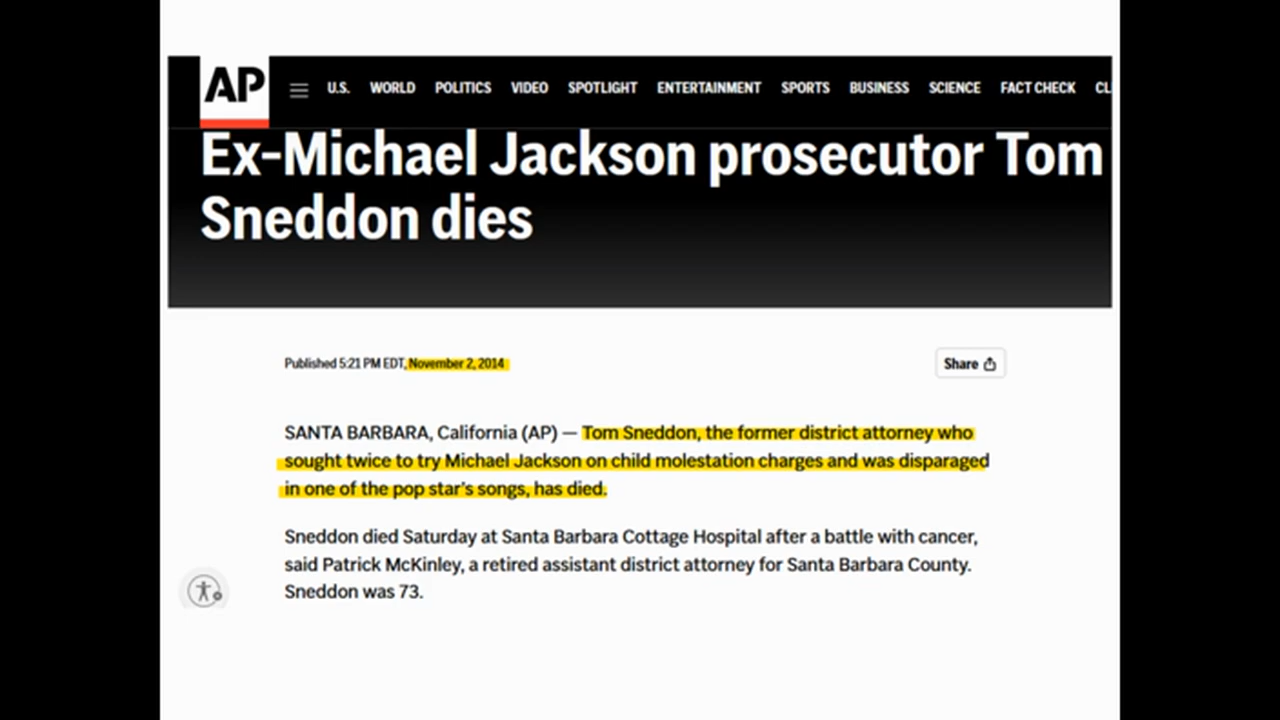 AP
U.S. WORLD POLITICS VIDEO SPOTLIGHT ENTERTAINMENT SPORTS BUSINESS SCIENCE FACT CHECK CL
Ex-Michael Jackson prosecutor Tom
Sneddon dies
Published 5:21 PM EDT, November 2, 2014
Share
SANTA BARBARA, California (AP) — Tom Sneddon, the former district attorney who
sought twice to try Michael Jackson on child molestation charges and was disparaged
in one of the pop star's songs, has died.
Sneddon died Saturday at Santa Barbara Cottage Hospital after a battle with cancer,
said Patrick McKinley, a retired assistant district attorney for Santa Barbara County.
Sneddon was 73.